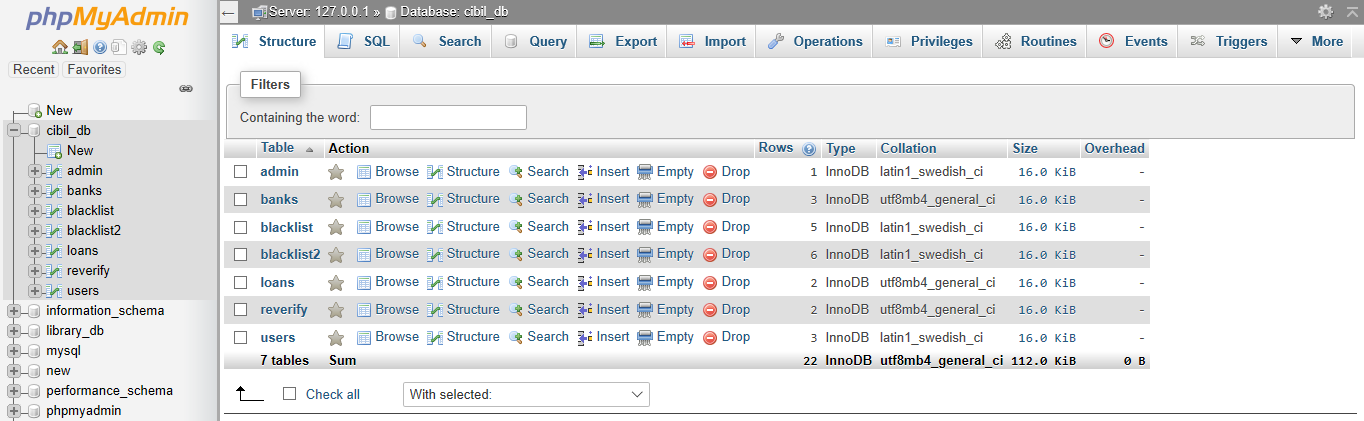 phpMyAdmin
Recent Favorites
New
cibil_db
New
admin
banks
blacklist
blacklist2
loans
reverify
users
information_schema
library_db
mysql
new
performance_schema
phpmyadmin
Server: 127.0.0.1 » Database: cibil_db
Structure SQL Search Query Export Import Operations Privileges Routines Events Triggers More
Filters
Containing the word:
Table Action Rows Type Collation Size Overhead
admin Browse Structure Search Insert Empty Drop 1 InnoDB latin1_swedish_ci 16.0 KiB -
banks Browse Structure Search Insert Empty Drop 3 InnoDB utf8mb4_general_ci 16.0 KiB -
blacklist Browse Structure Search Insert Empty Drop 5 InnoDB latin1_swedish_ci 16.0 KiB -
blacklist2 Browse Structure Search Insert Empty Drop 6 InnoDB latin1_swedish_ci 16.0 KiB -
loans Browse Structure Search Insert Empty Drop 2 InnoDB utf8mb4_general_ci 16.0 KiB -
reverify Browse Structure Search Insert Empty Drop 2 InnoDB utf8mb4_general_ci 16.0 KiB -
users Browse Structure Search Insert Empty Drop 3 InnoDB latin1_swedish_ci 16.0 KiB -
7 tables Sum 22 InnoDB utf8mb4_general_ci 112.0 KiB 0 B
Check all With selected: